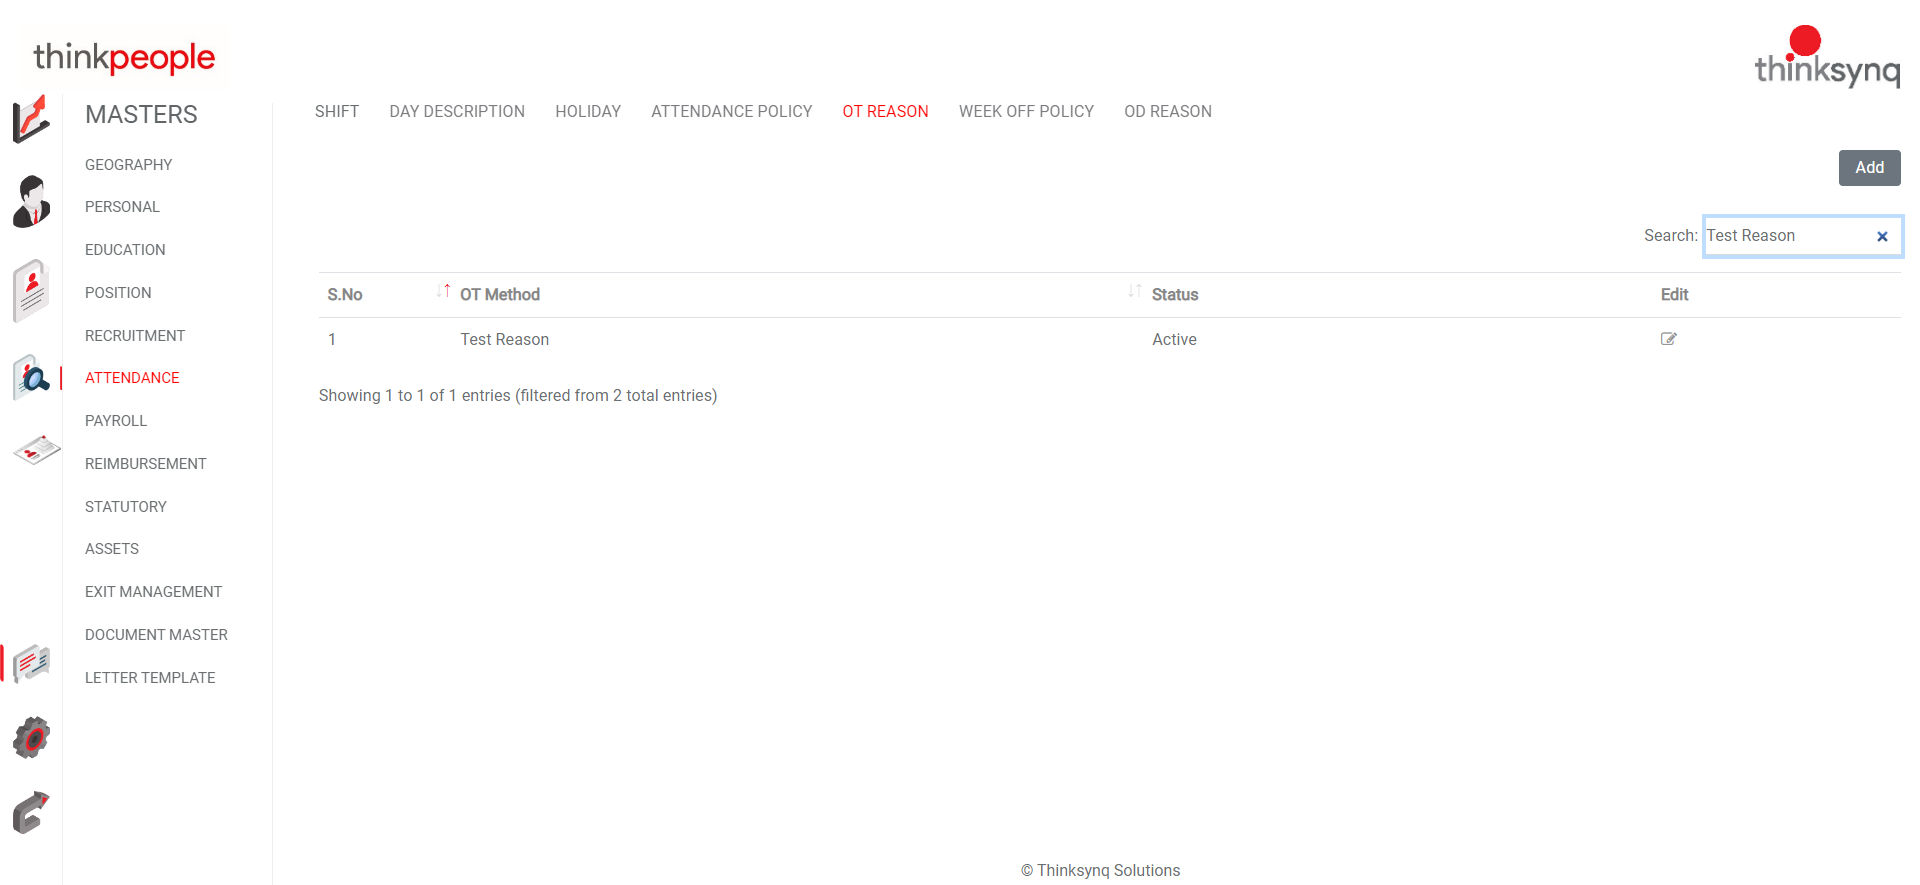 thinkpeople
thinksynq
MASTERS
GEOGRAPHY
PERSONAL
EDUCATION
POSITION
RECRUITMENT
ATTENDANCE
PAYROLL
REIMBURSEMENT
STATUTORY
ASSETS
EXIT MANAGEMENT
DOCUMENT MASTER
LETTER TEMPLATE
SHIFT DAY DESCRIPTION HOLIDAY ATTENDANCE POLICY OT REASON WEEK OFF POLICY OD REASON
Add
Search: Test Reason
S.No OT Method Status Edit
1 Test Reason Active
Showing 1 to 1 of 1 entries (filtered from 2 total entries)
© Thinksynq Solutions